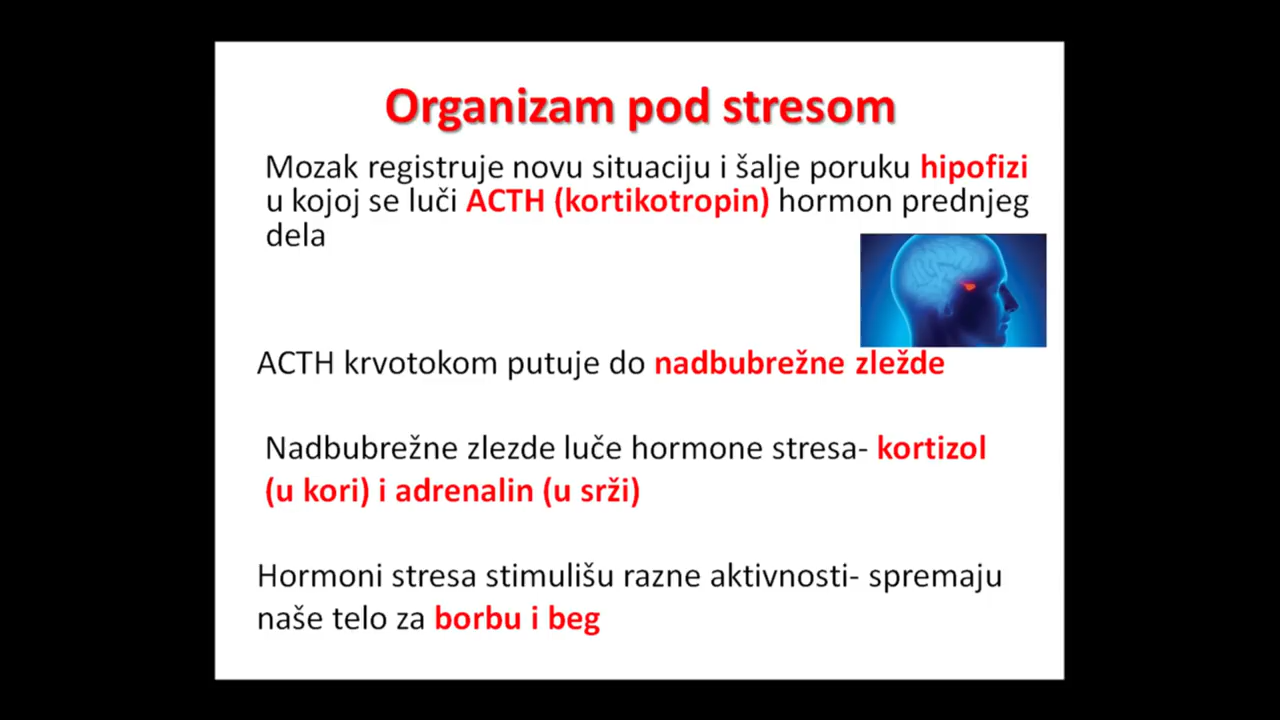 Organizam pod stresom
Mozak registruje novu situaciju i šalje poruku hipofizi
u kojoj se luči ACTH (kortikotropin) hormon prednjeg
dela
ACTH krvotokom putuje do nadbubrežne zležde
Nadbubrežne zlezde luče hormone stresa- kortizol
(u kori) i adrenalin (u srži)
Hormoni stresa stimulišu razne aktivnosti- spremaju
naše telo za borbu i beg